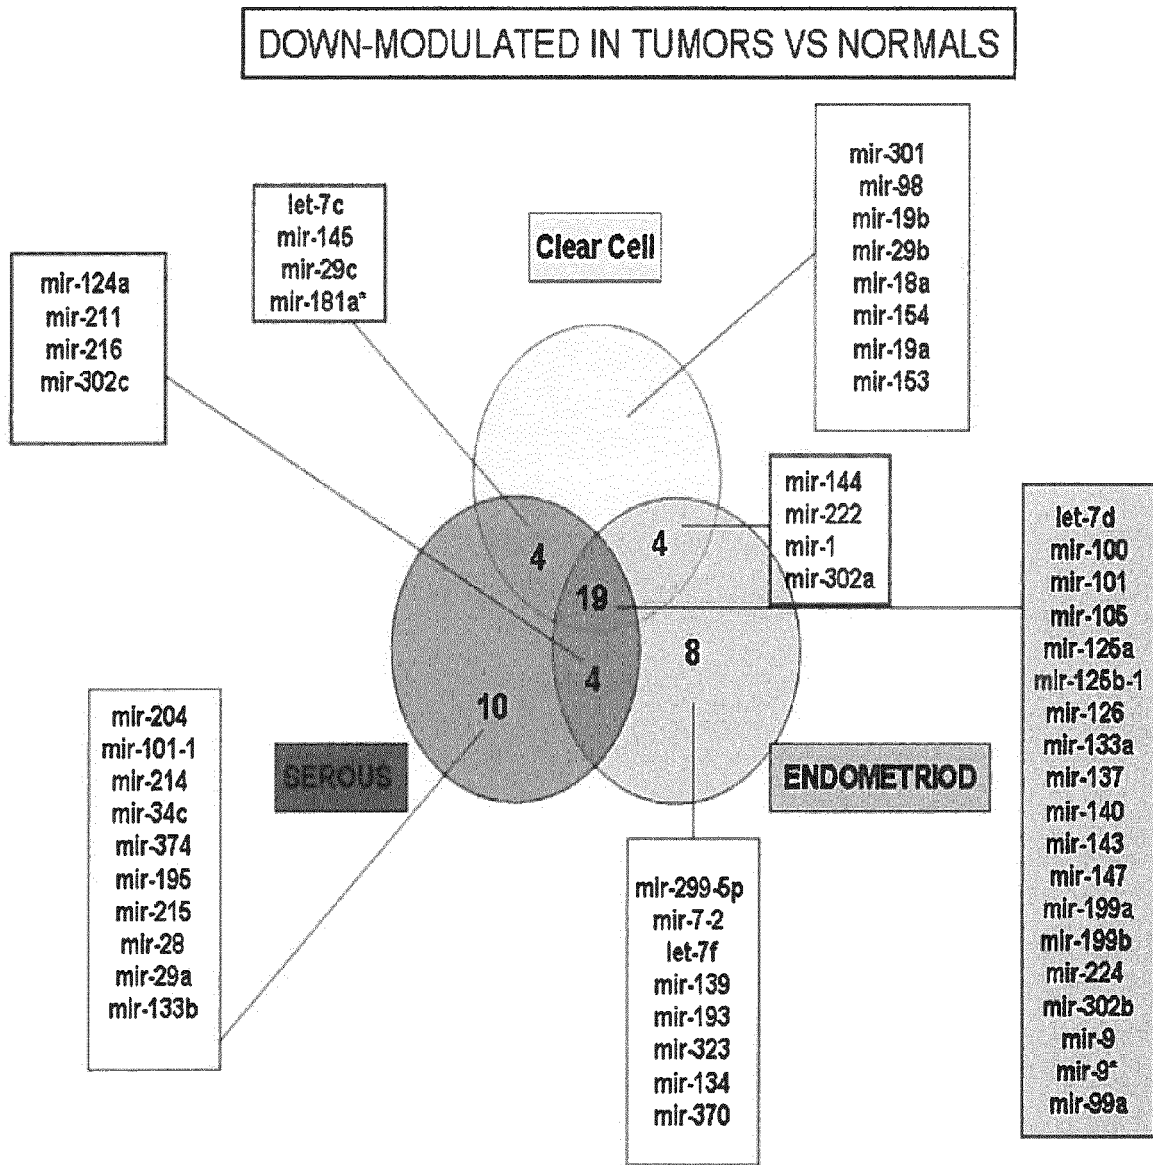 DOWN-MODULATED IN TUMORS VS NORMALS
mir-301
mir-98
mir-19b
mir-29b
mir-18a
mir-154
mir-19a
mir-153
let-7c
mir-145
mir-29c
mir-181a*
Clear Cell
mir-124a
mir-211
mir-216
mir-302c
mir-144
mir-222
mir-1
mir-302a
let-7d
mir-100
mir-101
mir-105
mir-125a
mir-125b-1
mir-126
mir-133a
mir-137
mir-140
mir-143
mir-147
mir-199a
mir-199b
mir-224
mir-302b
mir-9
mir-9*
mir-99a
4
4
19
8
4
10
SEROUS
ENDOMETRIOD
mir-204
mir-101-1
mir-214
mir-34c
mir-374
mir-195
mir-215
mir-28
mir-29a
mir-133b
mir-299-5p
mir-7-2
let-7f
mir-139
mir-193
mir-323
mir-134
mir-370